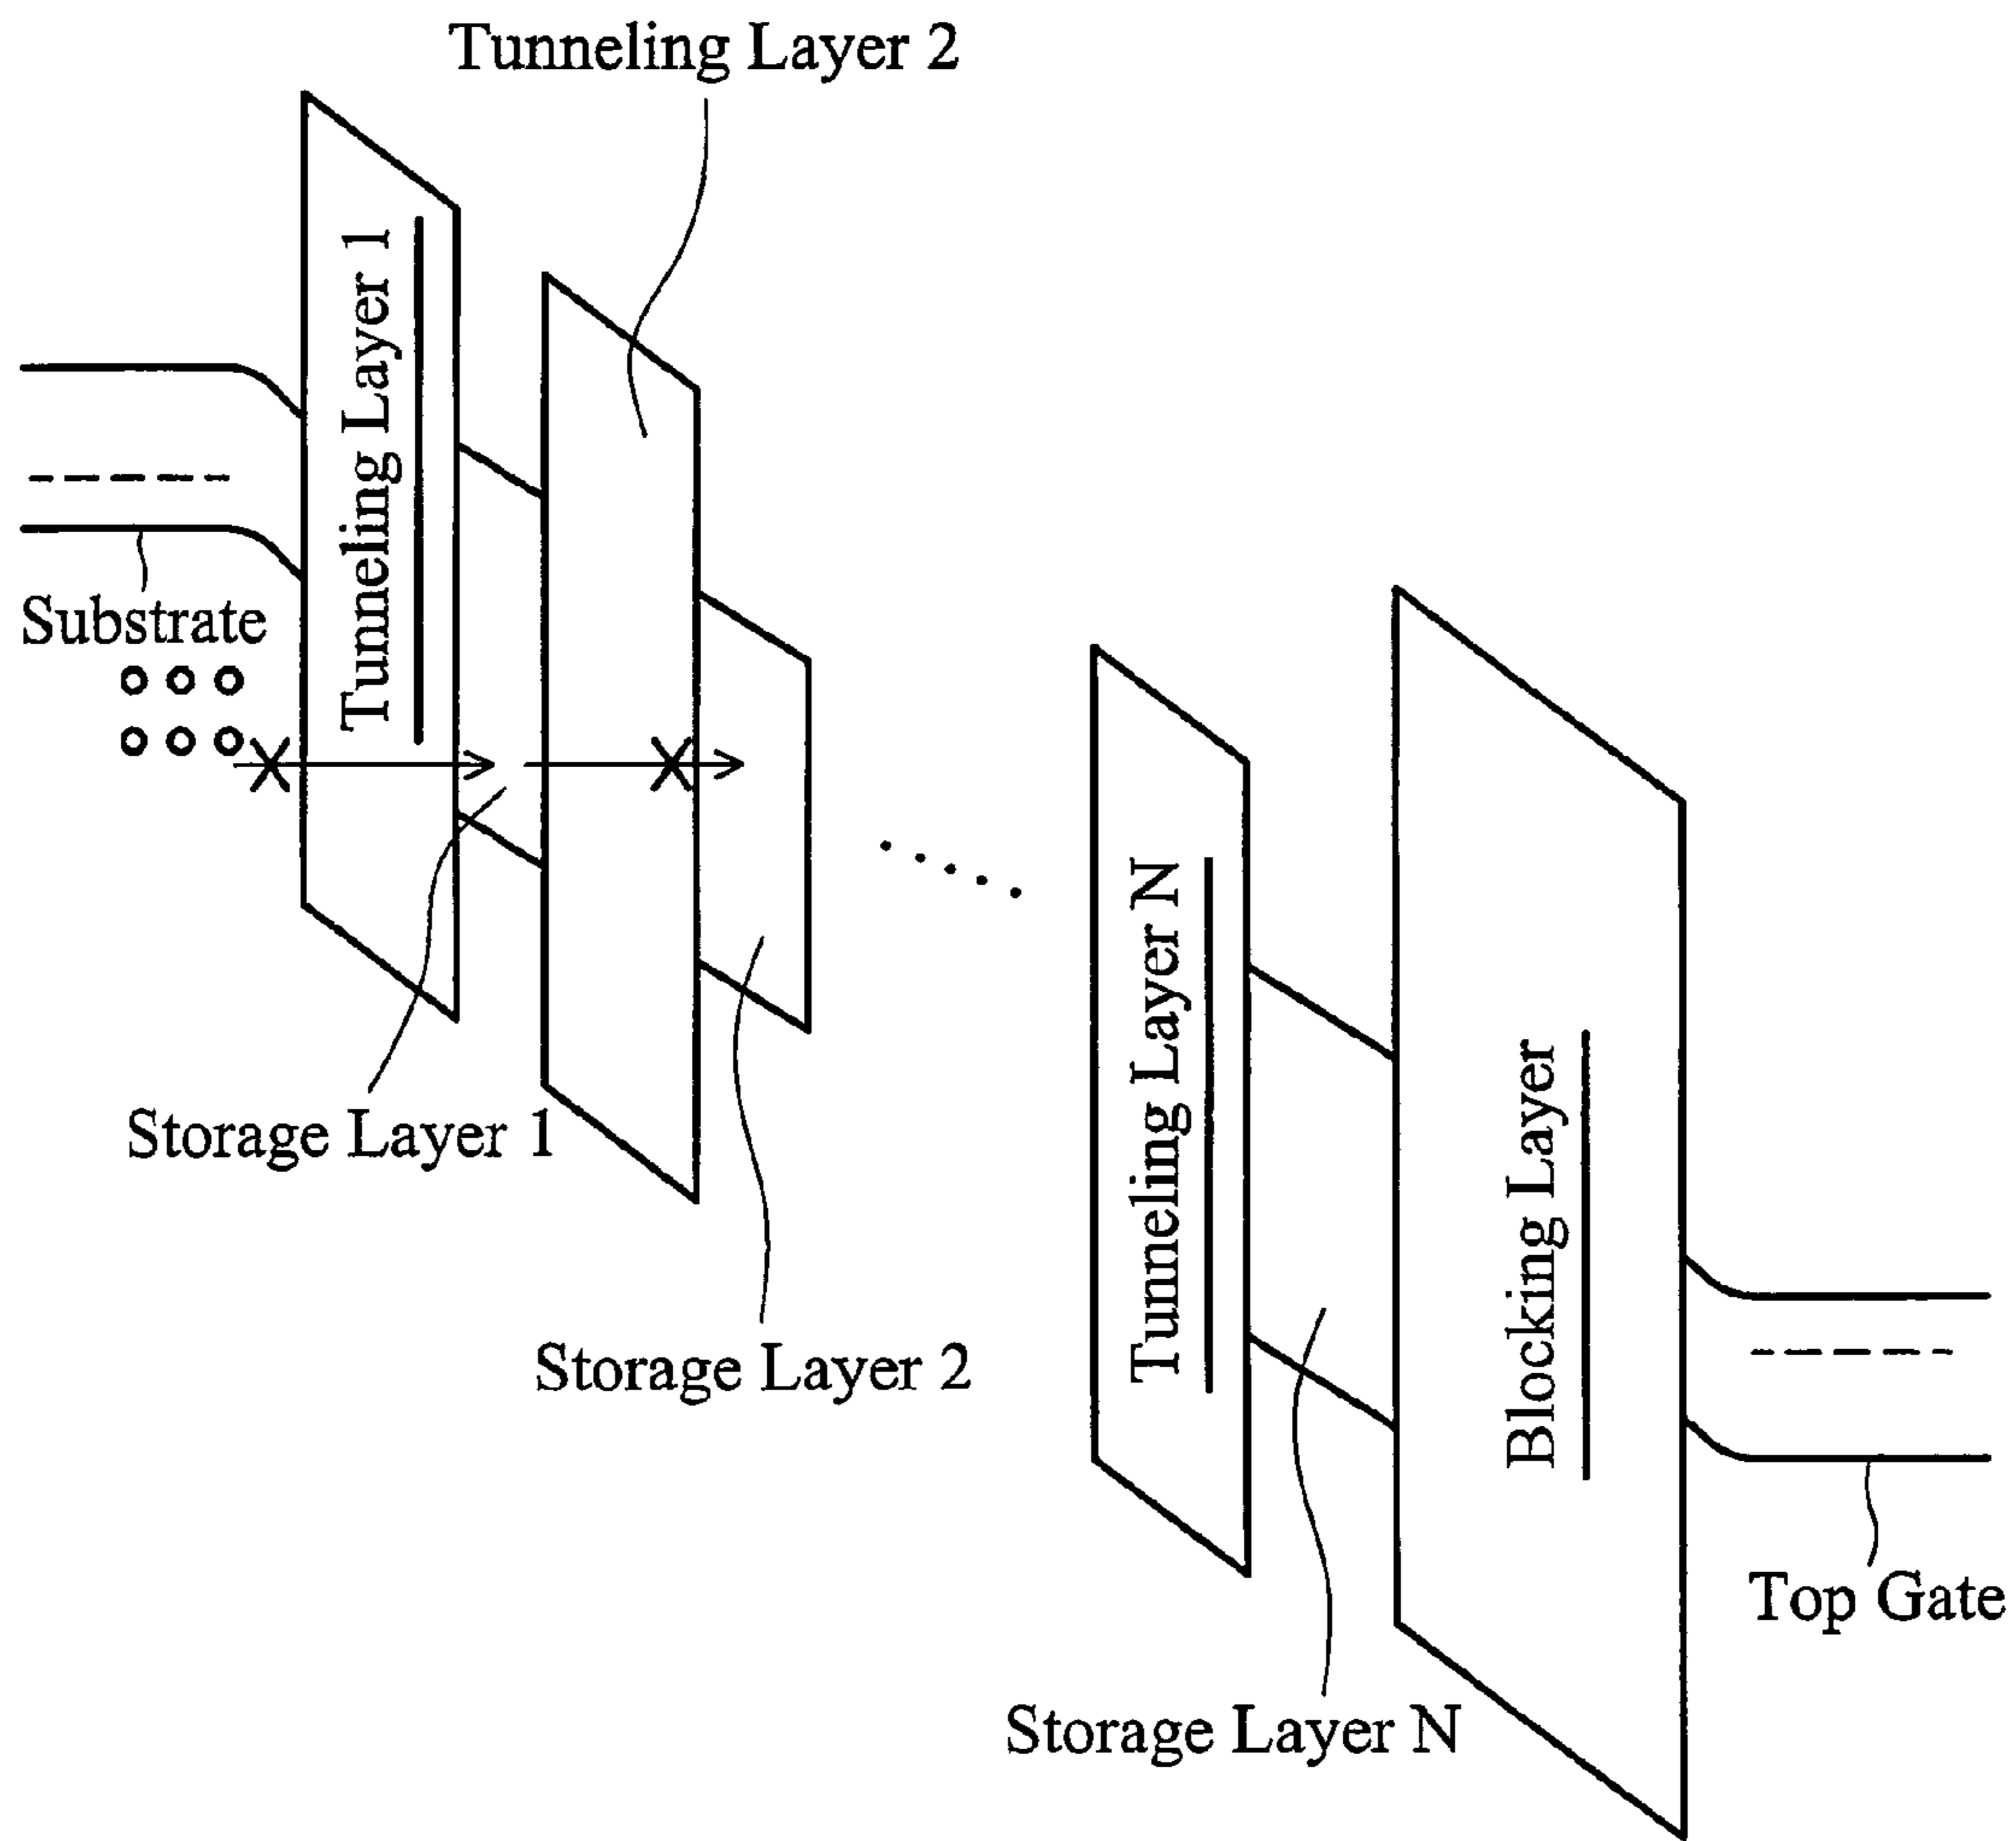 Tunneling Layer 2
Tunneling Layer 1
Substrate
Storage Layer 1
Storage Layer 2
Tunneling Layer N
Blocking Layer
Top Gate
Storage Layer N